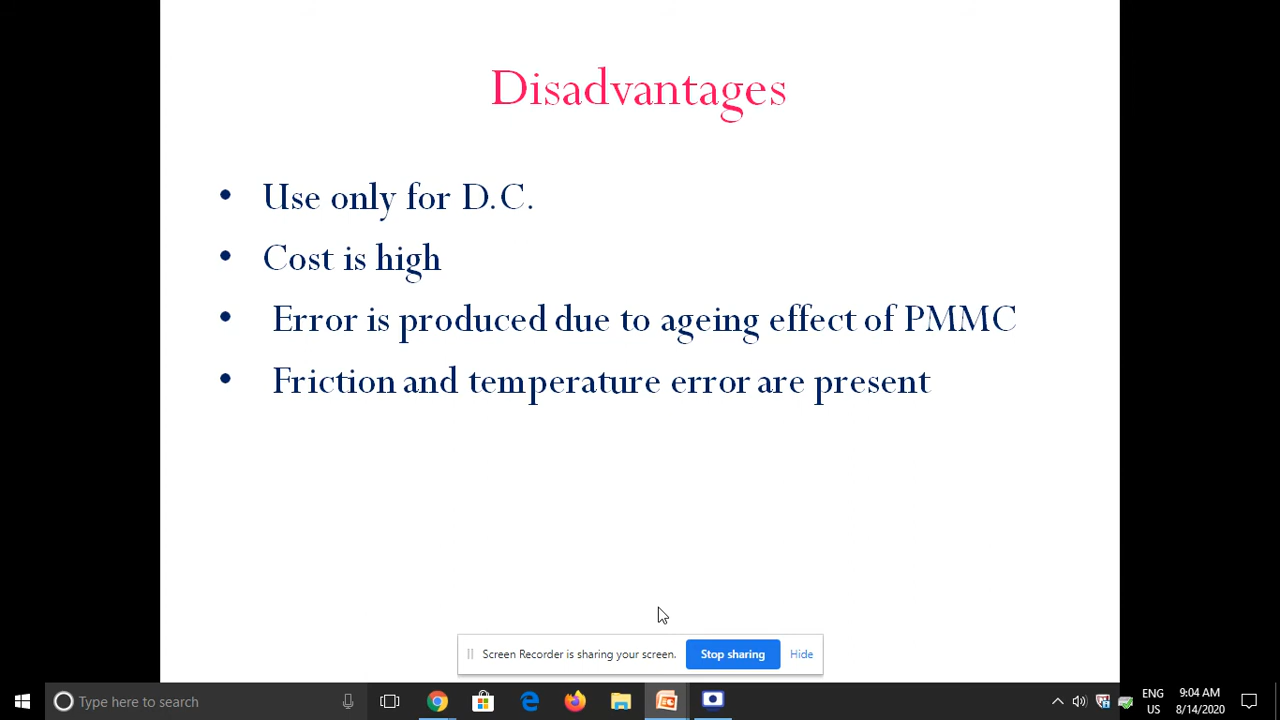 Disadvantages
• Use only for D.C.
• Cost is high
• Error is produced due to ageing effect of PMMC
• Friction and temperature error are present
Screen Recorder is sharing your screen. Stop sharing Hide
Type here to search
ENG 9:04 AM
US 8/14/2020